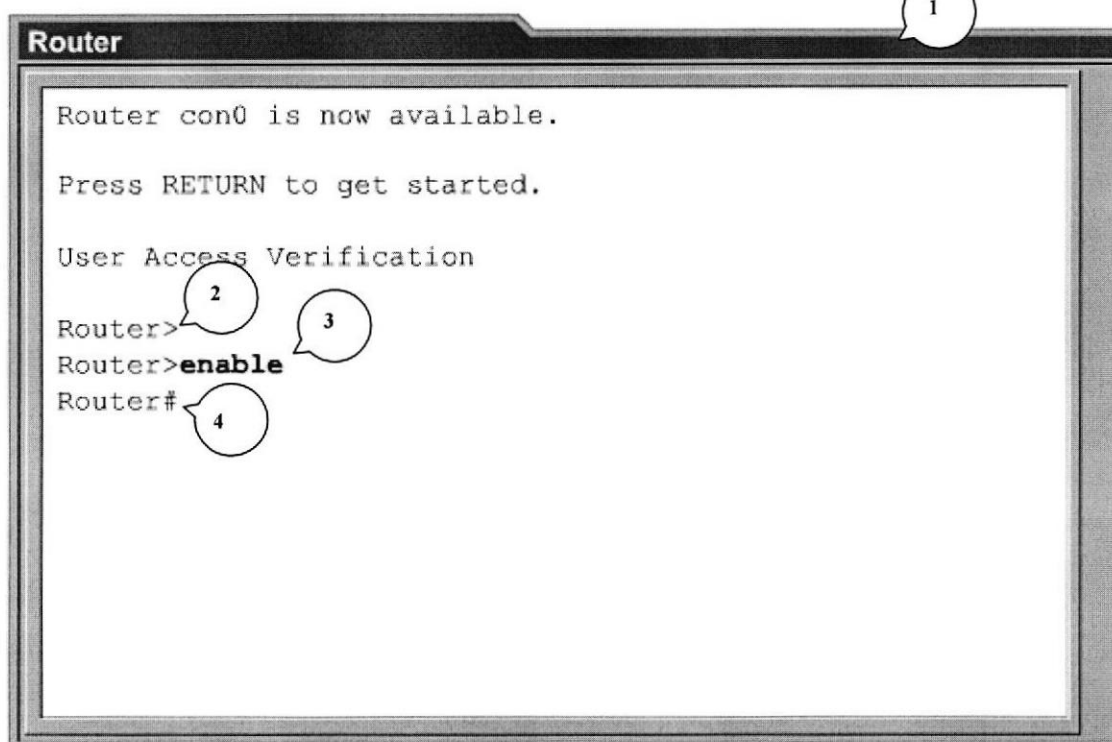 1
Router
Router con0 is now available.
Press RETURN to get started.
User Access Verification
2
Router>
3
Router>enable
Router#
4